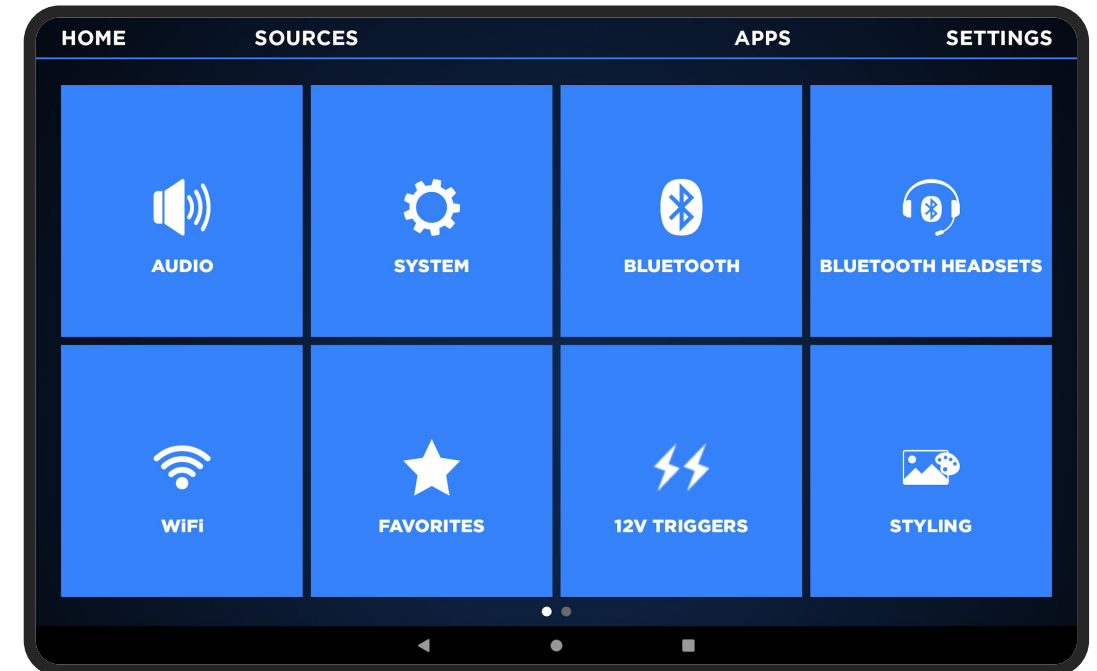 HOME SOURCES APPS SETTINGS
AUDIO SYSTEM BLUETOOTH BLUETOOTH HEADSETS
WiFi FAVORITES 12V TRIGGERS STYLING